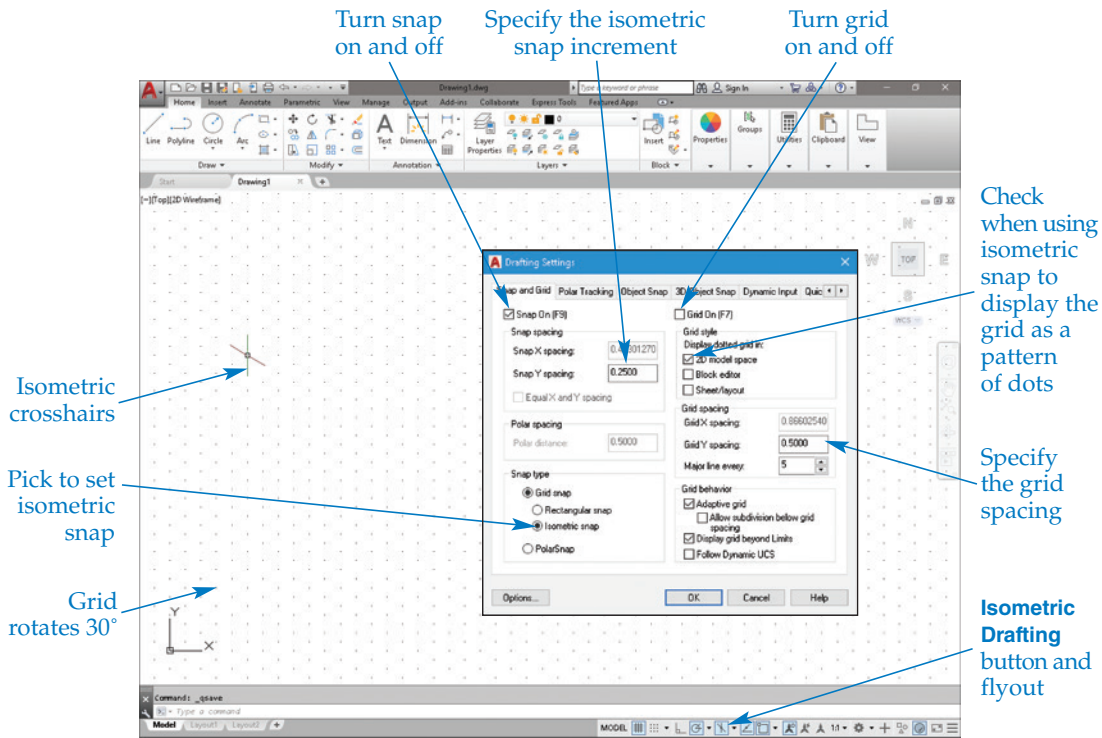 Turn snap
on and off
Specify the isometric
snap increment
Turn grid
on and off
Drawing1.dwg
Type a keyword or phrase
Sign In
Home Insert Annotate Parametric View Manage Output Add-ins Collaborate Express Tools Featured Apps
Line Polyline Circle Arc
Text Dimension
Layer
Properties
0
Insert
Properties
Groups
Utilities
Clipboard
View
Draw
Modify
Annotation
Layers
Block
Start
Drawing1
[−][Top][2D Wireframe]
N
W
TOP
E
S
WCS
Check
when using
isometric
snap to
display the
grid as a
pattern
of dots
Drafting Settings
Snap and Grid Polar Tracking Object Snap 3D Object Snap Dynamic Input Quic
Snap On (F9)
Snap spacing
Snap X spacing:
Snap Y spacing: 0.2500
Equal X and Y spacing
Polar spacing
Polar distance: 0.5000
Snap type
Grid snap
Rectangular snap
Isometric snap
PolarSnap
Grid On (F7)
Grid style
Display dotted grid in:
2D model space
Block editor
Sheet/layout
Grid spacing
Grid X spacing: 0.86602540
Grid Y spacing: 0.5000
Major line every: 5
Grid behavior
Adaptive grid
Allow subdivision below grid
spacing
Display grid beyond Limits
Follow Dynamic UCS
Options...
OK
Cancel
Help
Isometric
crosshairs
Pick to set
isometric
snap
Grid
rotates 30˚
Specify
the grid
spacing
Isometric
Drafting
button and
flyout
Y
X
Command: _qsave
Type a command
Model Layout1 Layout2 +
MODEL
1:1